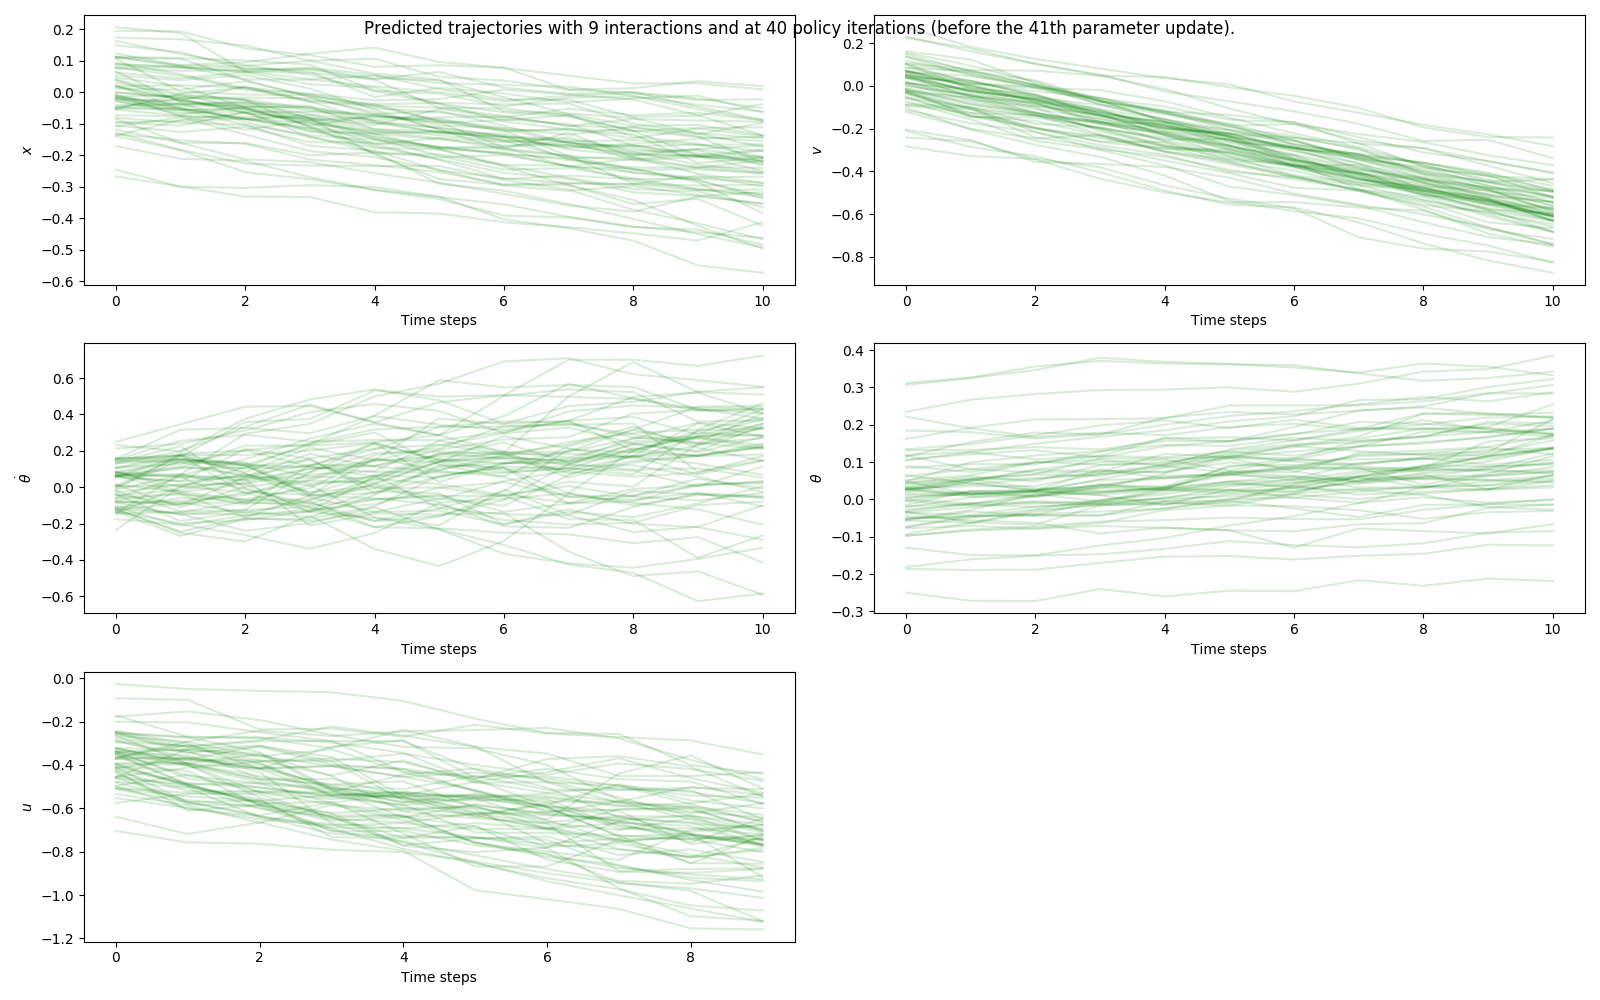 Predicted trajectories with 9 interactions and at 40 policy iterations (before the 41th parameter update).
0.2
0.1
0.0
−0.1
−0.2
−0.3
−0.4
−0.5
−0.6
x
0 2 4 6 8 10
Time steps
0.2
0.0
−0.2
−0.4
−0.6
−0.8
v
0 2 4 6 8 10
Time steps
0.6
0.4
0.2
0.0
−0.2
−0.4
−0.6
θ̇
0 2 4 6 8 10
Time steps
0.4
0.3
0.2
0.1
0.0
−0.1
−0.2
−0.3
θ
0 2 4 6 8 10
Time steps
0.0
−0.2
−0.4
−0.6
−0.8
−1.0
−1.2
u
0 2 4 6 8
Time steps